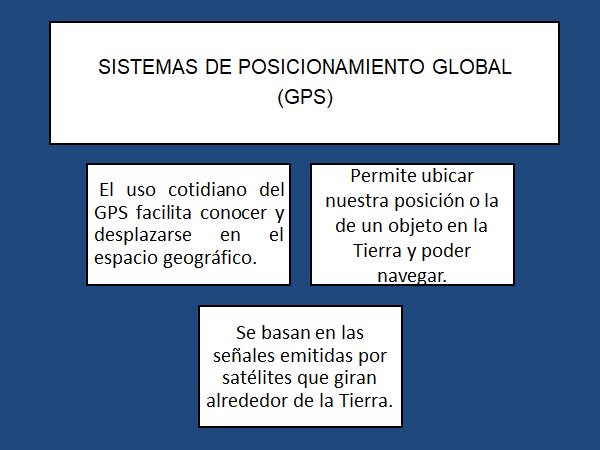 SISTEMAS DE POSICIONAMIENTO GLOBAL
(GPS)
El uso cotidiano del
GPS facilita conocer y
desplazarse en el
espacio geográfico.
Permite ubicar
nuestra posición o la
de un objeto en la
Tierra y poder
navegar.
Se basan en las
señales emitidas por
satélites que giran
alrededor de la Tierra.